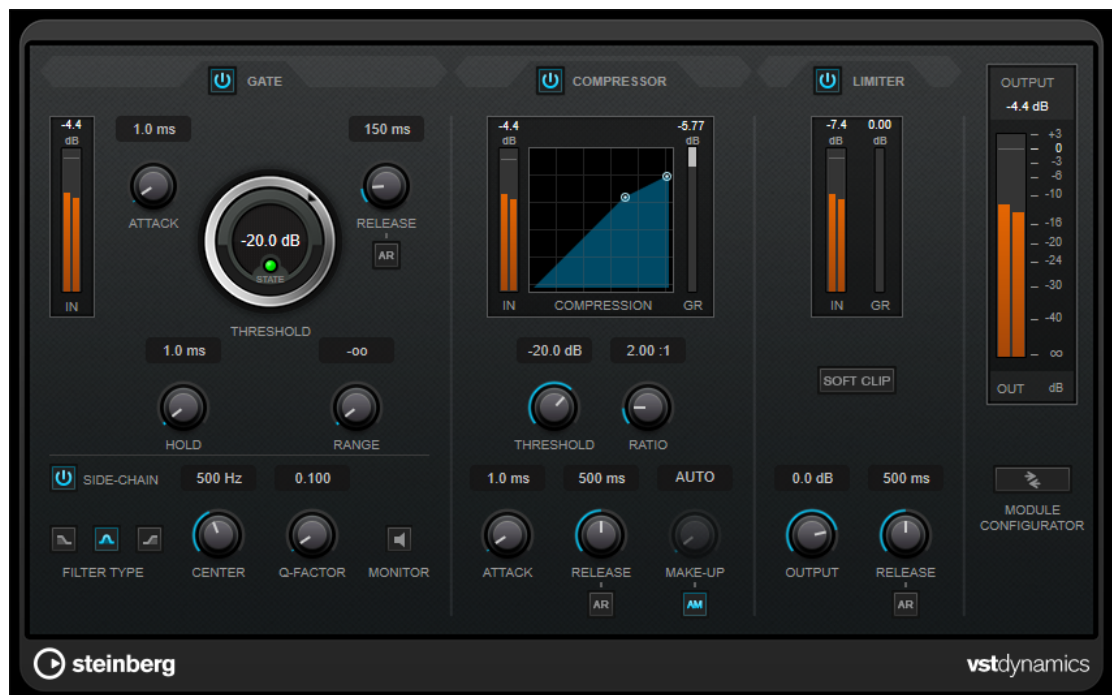 GATE
-4.4
dB
1.0 ms
150 ms
ATTACK
RELEASE
AR
-20.0 dB
STATE
IN
THRESHOLD
1.0 ms
-oo
HOLD
RANGE
SIDE-CHAIN
500 Hz
0.100
FILTER TYPE
CENTER
Q-FACTOR
MONITOR
COMPRESSOR
-4.4
dB
-5.77
dB
IN
COMPRESSION
GR
-20.0 dB
2.00 :1
THRESHOLD
RATIO
1.0 ms
500 ms
AUTO
ATTACK
RELEASE
MAKE-UP
AR
AM
LIMITER
-7.4
0.00
dB
dB
IN
GR
SOFT CLIP
0.0 dB
500 ms
OUTPUT
RELEASE
AR
OUTPUT
-4.4 dB
+3
0
-3
-6
-10
-16
-20
-24
-30
-40
oo
OUT
dB
MODULE
CONFIGURATOR
steinberg
vstdynamics